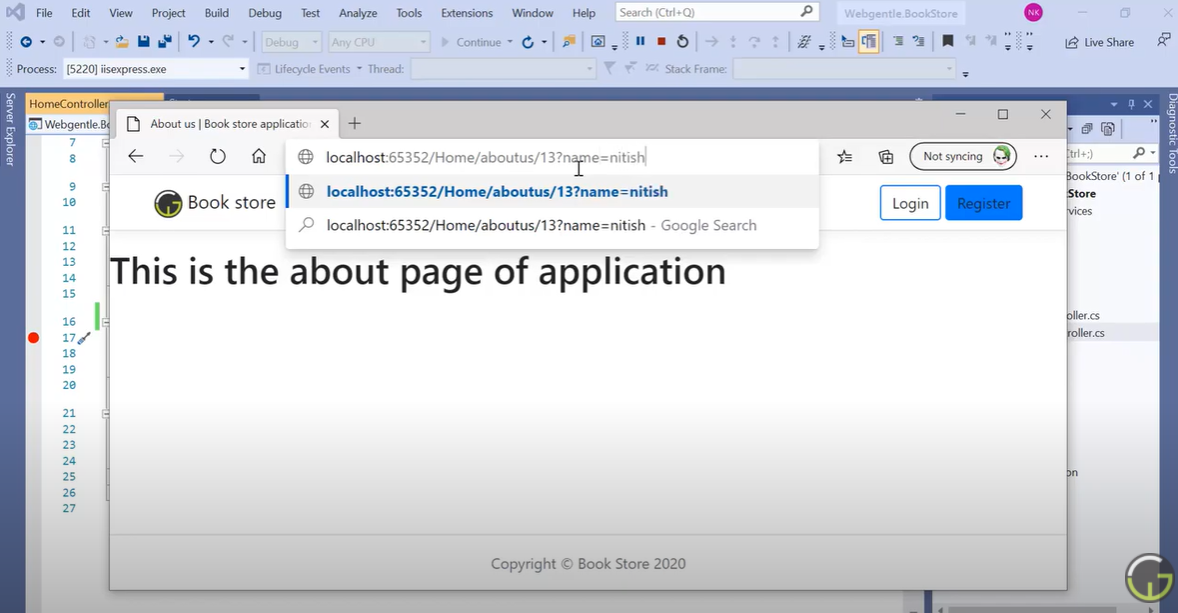 File Edit View Project Build Debug Test Analyze Tools Extensions Window Help Search (Ctrl+Q) Webgentle.BookStore NK
Debug Any CPU Continue Live Share
Process: [5220] iisexpress.exe Lifecycle Events Thread: Stack Frame:
Server Explorer
Diagnostic Tools
HomeController
Webgentle.Bo
About us | Book store applicatio
localhost:65352/Home/aboutus/13?name=nitish
Not syncing
localhost:65352/Home/aboutus/13?name=nitish
localhost:65352/Home/aboutus/13?name=nitish - Google Search
Book store
Login Register
This is the about page of application
Copyright © Book Store 2020
7
8
9
10
11
12
13
14
15
16
17
18
19
20
21
22
23
24
25
26
27
trl+;)
BookStore' (1 of 1 p
Store
rvices
oller.cs
roller.cs
on